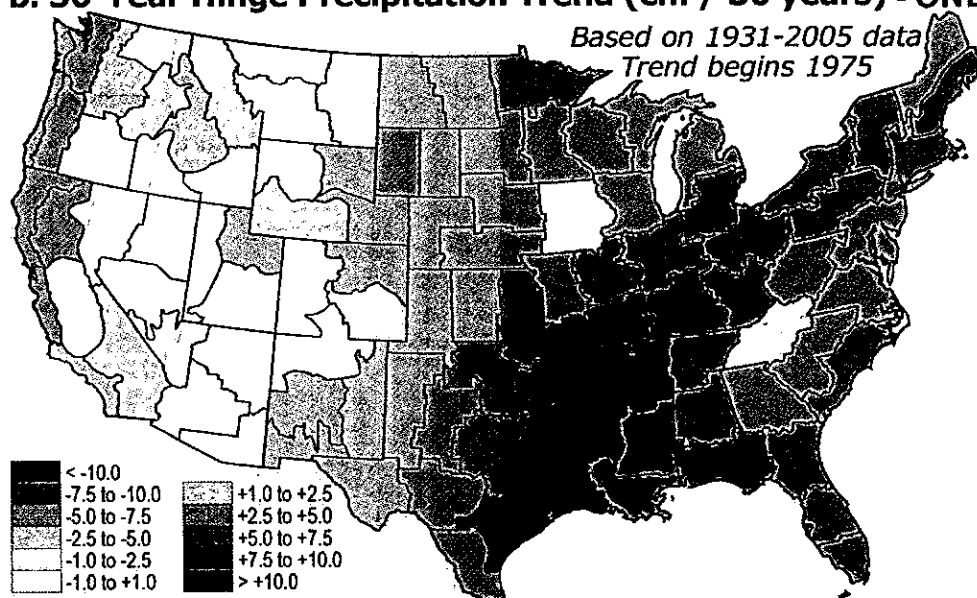 b. 30-Year Hinge Precipitation Trend (cm / 30 years) - ONE
Based on 1931-2005 data
Trend begins 1975
< -10.0
-7.5 to -10.0
-5.0 to -7.5
-2.5 to -5.0
-1.0 to -2.5
-1.0 to +1.0
+1.0 to +2.5
+2.5 to +5.0
+5.0 to +7.5
+7.5 to +10.0
> +10.0